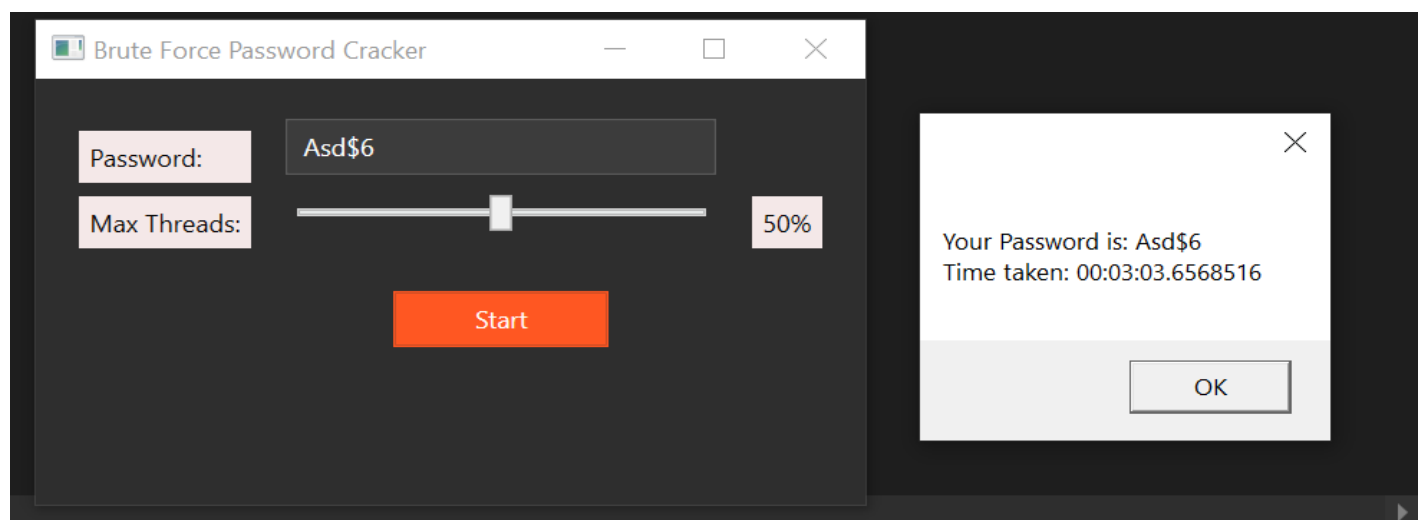 Brute Force Password Cracker
Password:
Asd$6
Max Threads:
50%
Start
Your Password is: Asd$6
Time taken: 00:03:03.6568516
OK